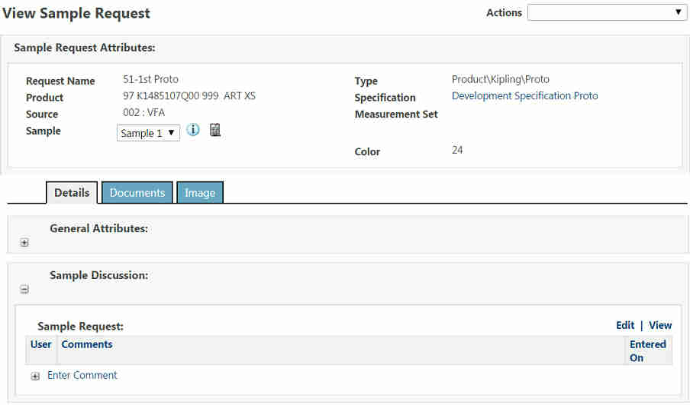 View Sample Request
Actions
Sample Request Attributes:
Request Name 51-1st Proto Type Product\Kipling\Proto
Product 97 K1485107Q00 999 ART XS Specification Development Specification Proto
Source 002 : VFA Measurement Set
Sample Sample 1
Color 24
Details Documents Image
General Attributes:
Sample Discussion:
Sample Request: Edit | View
User Comments Entered On
Enter Comment